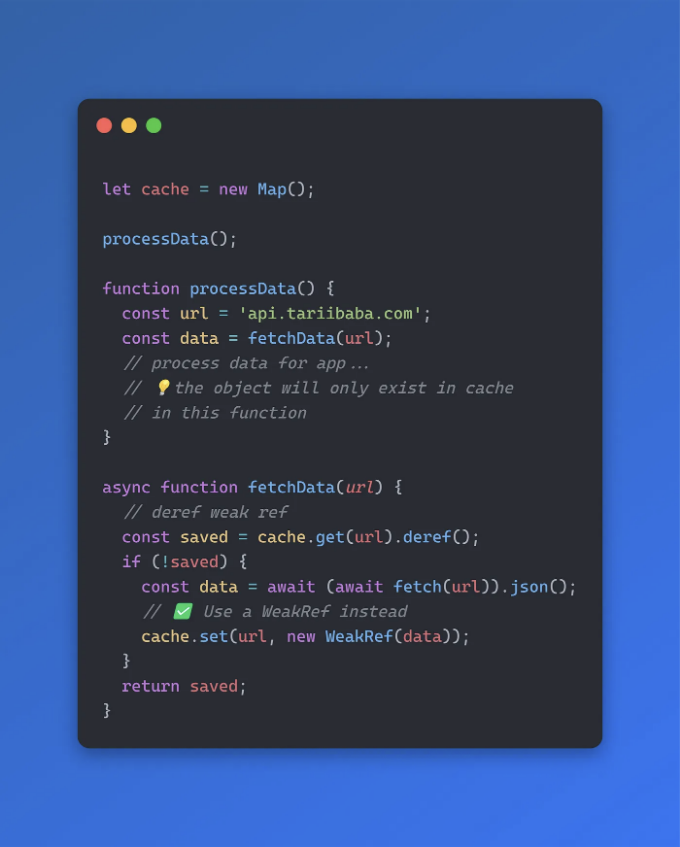 let cache = new Map();
processData();
function processData() {
const url = 'api.tariibaba.com';
const data = fetchData(url);
// process data for app...
// 💡the object will only exist in cache
// in this function
}
async function fetchData(url) {
// deref weak ref
const saved = cache.get(url).deref();
if (!saved) {
const data = await (await fetch(url)).json();
// ✅ Use a WeakRef instead
cache.set(url, new WeakRef(data));
}
return saved;
}